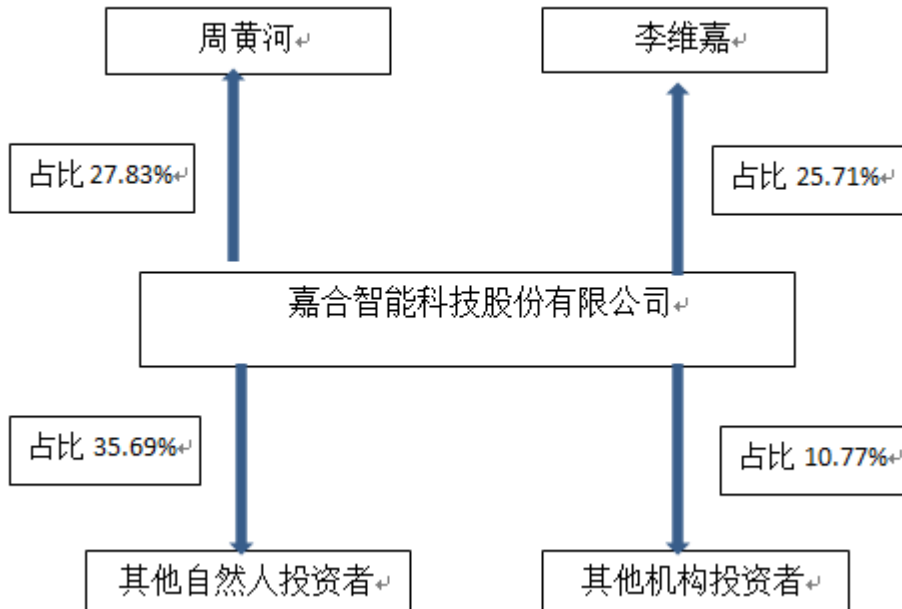 周黄河
李维嘉
占比 27.83%
占比 25.71%
嘉合智能科技股份有限公司
占比 35.69%
占比 10.77%
其他自然人投资者
其他机构投资者